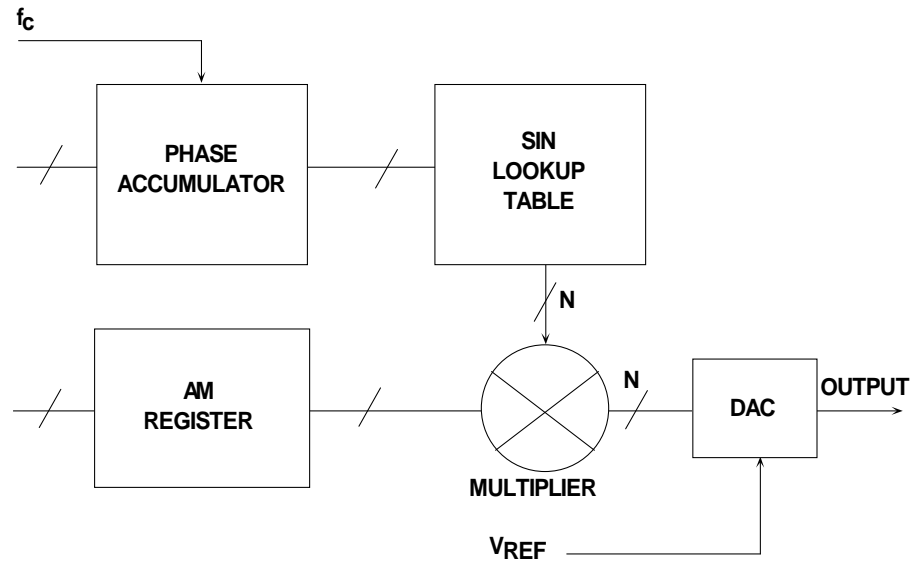 fC
PHASE
ACCUMULATOR
SIN
LOOKUP
TABLE
N
AM
REGISTER
N
DAC
OUTPUT
MULTIPLIER
VREF